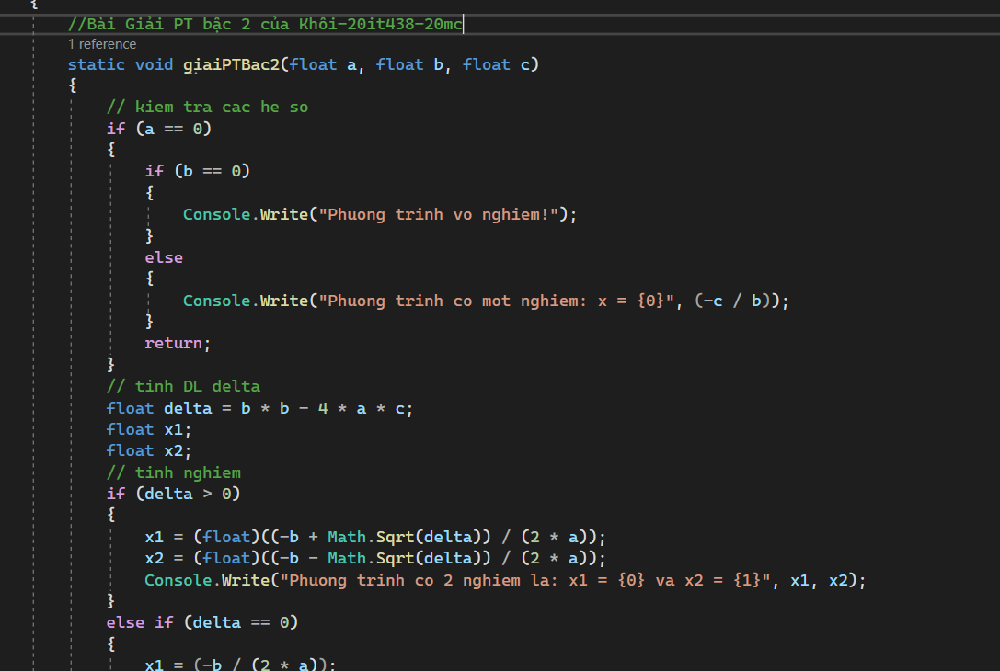 {
//Bài Giải PT bậc 2 của Khôi-20it438-20mc
1 reference
static void giaiPTBac2(float a, float b, float c)
{
// kiem tra cac he so
if (a == 0)
{
if (b == 0)
{
Console.Write("Phuong trinh vo nghiem!");
}
else
{
Console.Write("Phuong trinh co mot nghiem: x = {0}", (-c / b));
}
return;
}
// tinh DL delta
float delta = b * b - 4 * a * c;
float x1;
float x2;
// tinh nghiem
if (delta > 0)
{
x1 = (float)((-b + Math.Sqrt(delta)) / (2 * a));
x2 = (float)((-b - Math.Sqrt(delta)) / (2 * a));
Console.Write("Phuong trinh co 2 nghiem la: x1 = {0} va x2 = {1}", x1, x2);
}
else if (delta == 0)
{
x1 = (-b / (2 * a));